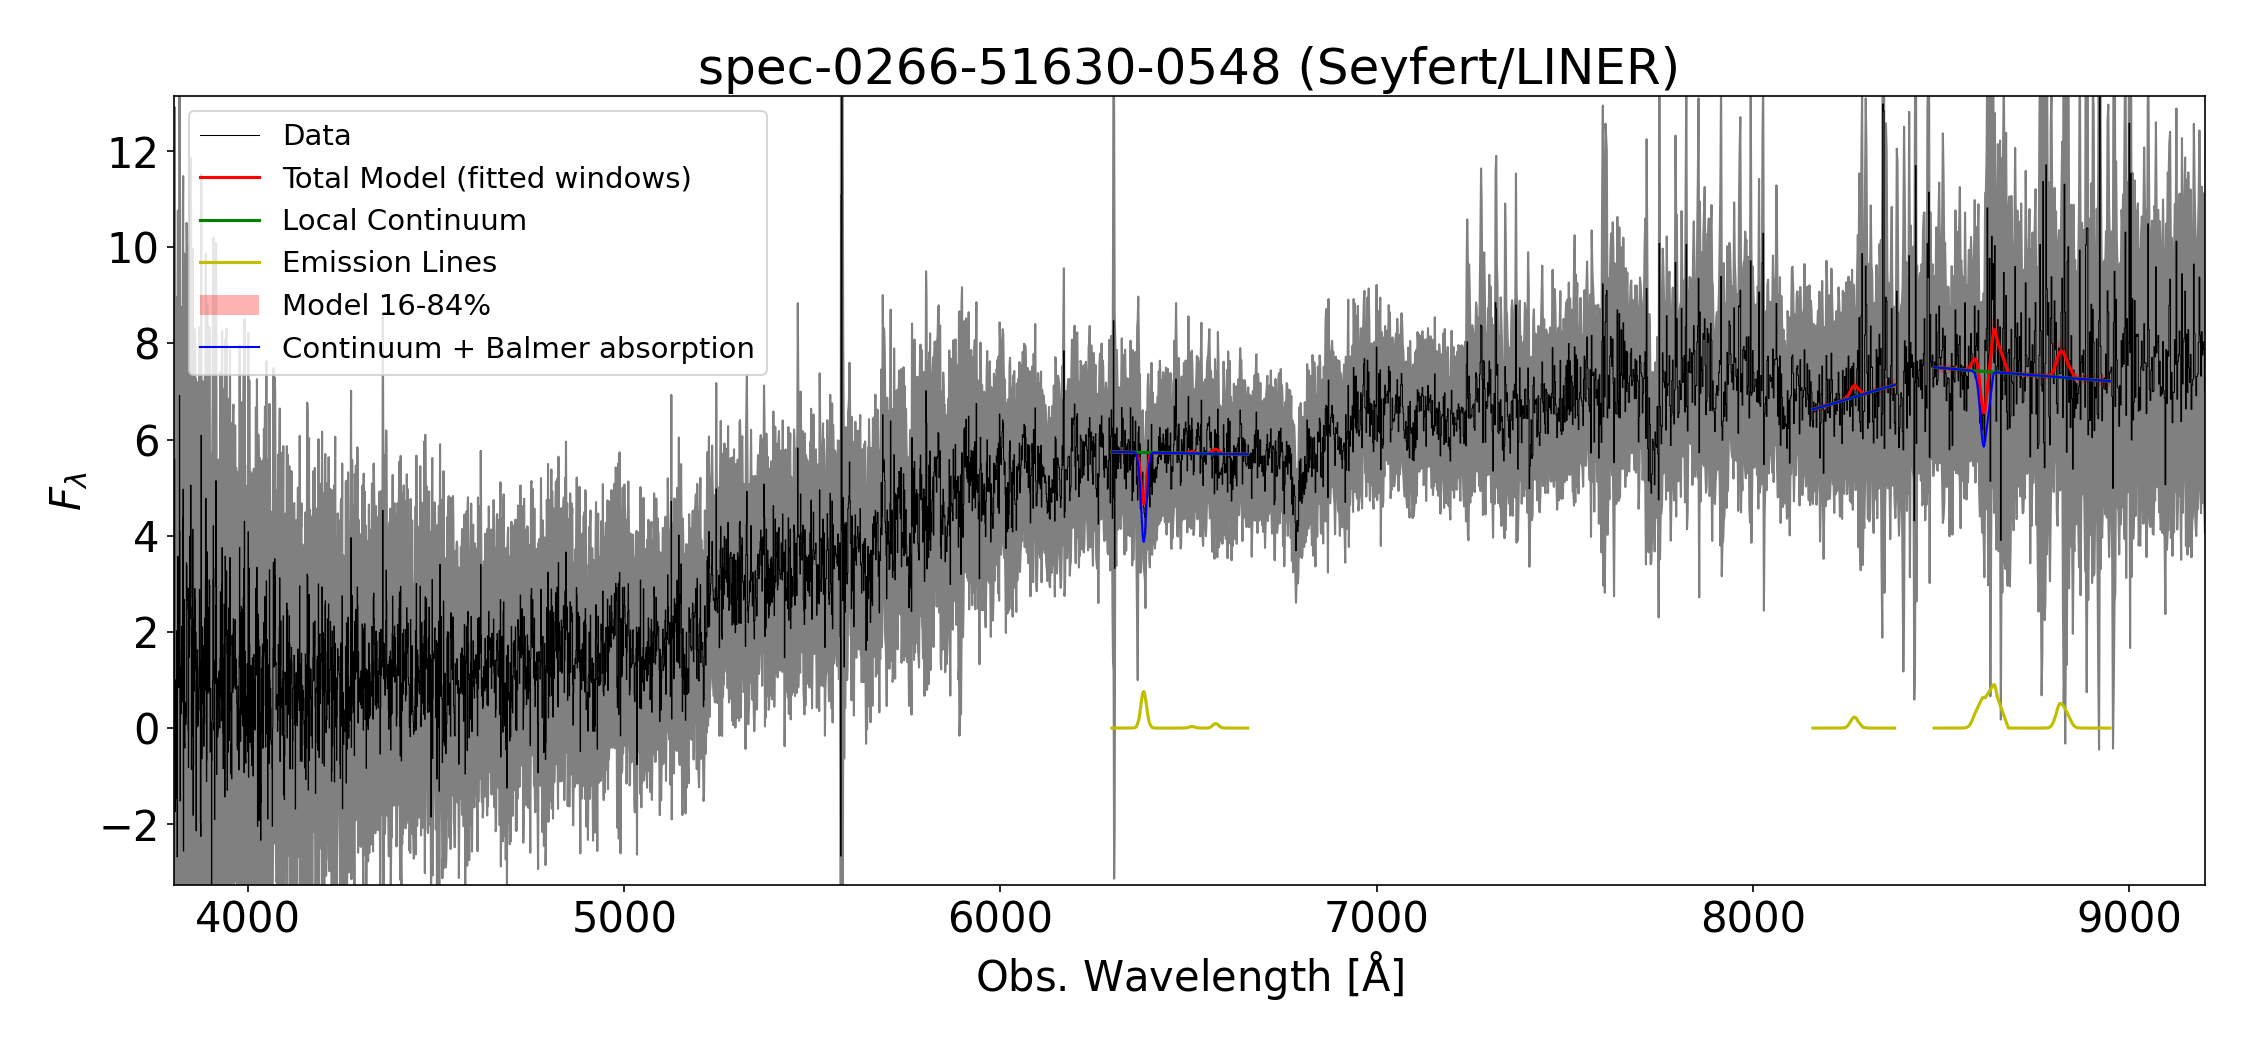 spec-0266-51630-0548 (Seyfert/LINER)
Data
Total Model (fitted windows)
Local Continuum
Emission Lines
Model 16-84%
Continuum + Balmer absorption
12
10
8
6
4
2
0
−2
Fλ
4000 5000 6000 7000 8000 9000
Obs. Wavelength [Å]